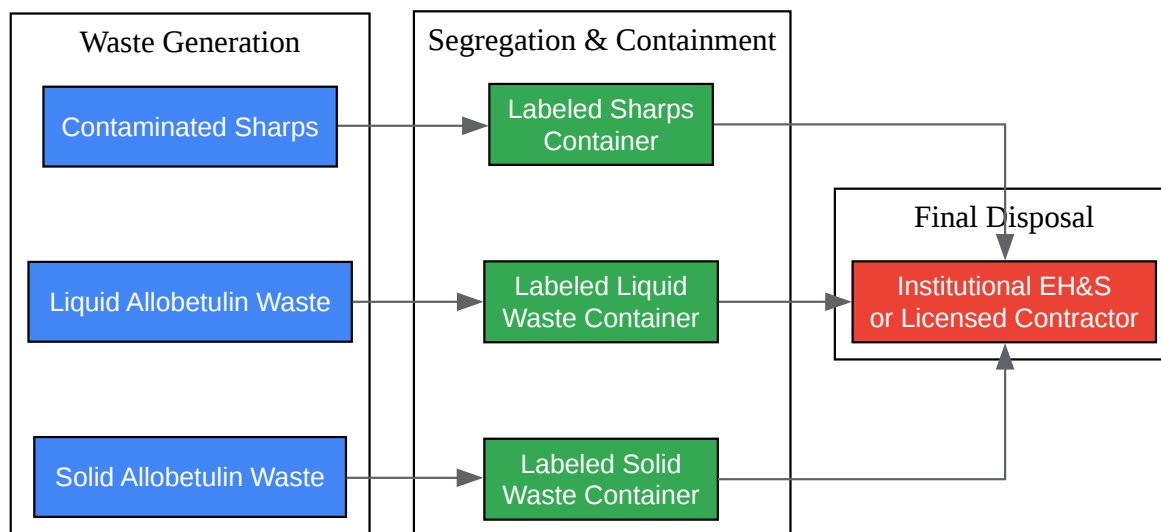 Waste Generation
Contaminated Sharps
Liquid Allobetulin Waste
Solid Allobetulin Waste
Segregation & Containment
Labeled Sharps
Container
Labeled Liquid
Waste Container
Labeled Solid
Waste Container
Final Disposal
Institutional EH&S
or Licensed Contractor